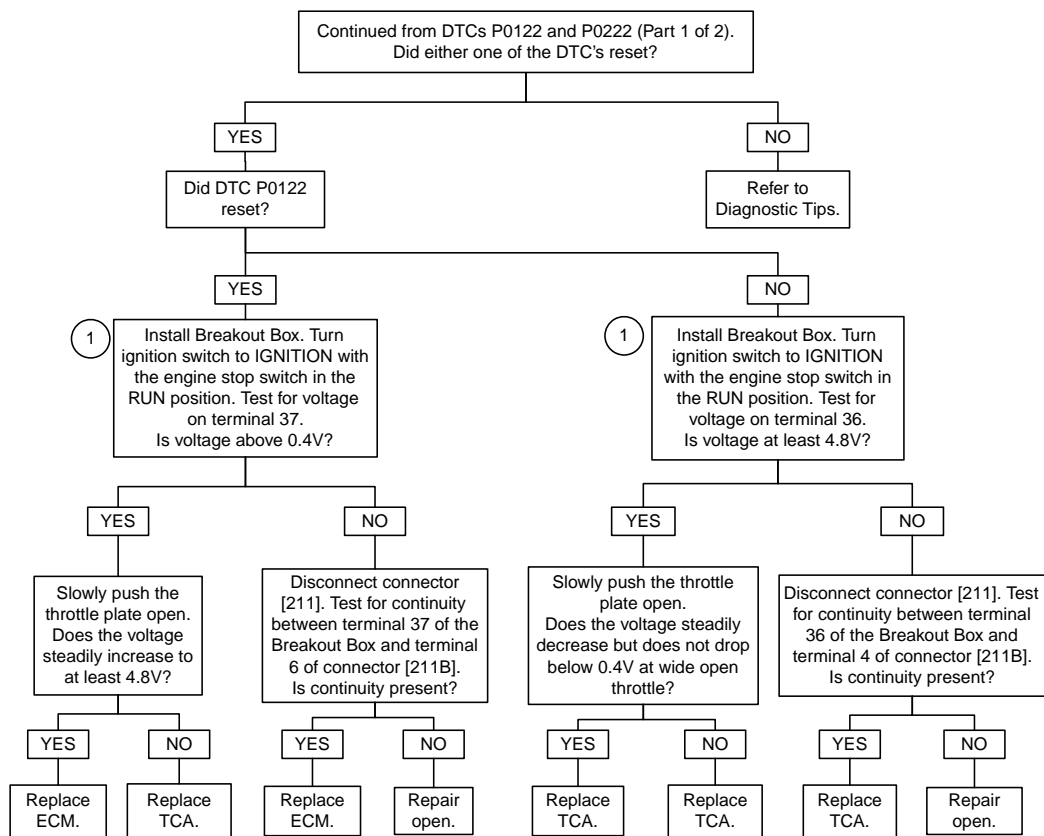 Continued from DTCs P0122 and P0222 (Part 1 of 2).
Did either one of the DTC's reset?
YES
NO
Did DTC P0122
reset?
Refer to
Diagnostic Tips.
YES
NO
1
Install Breakout Box. Turn
ignition switch to IGNITION with
the engine stop switch in the
RUN position. Test for voltage
on terminal 37.
Is voltage above 0.4V?
1
Install Breakout Box. Turn
ignition switch to IGNITION
with the engine stop switch in
the RUN position. Test for
voltage on terminal 36.
Is voltage at least 4.8V?
YES
NO
YES
NO
Slowly push the
throttle plate open.
Does the voltage
steadily increase to
at least 4.8V?
Disconnect connector
[211]. Test for continuity
between terminal 37 of the
Breakout Box and terminal
6 of connector [211B].
Is continuity present?
Slowly push the throttle
plate open.
Does the voltage steadily
decrease but does not drop
below 0.4V at wide open
throttle?
Disconnect connector [211]. Test
for continuity between terminal
36 of the Breakout Box and
terminal 4 of connector [211B].
Is continuity present?
YES
NO
YES
NO
YES
NO
YES
NO
Replace
ECM.
Replace
TCA.
Replace
ECM.
Repair
open.
Replace
TCA.
Replace
TCA.
Replace
TCA.
Repair
open.